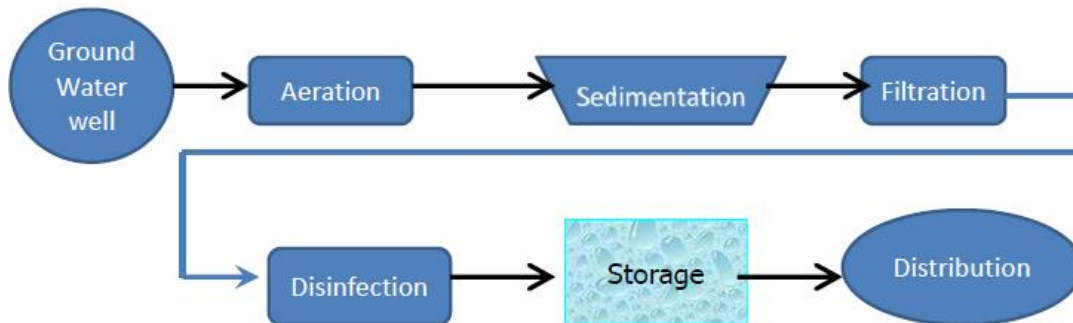 Ground
Water
well
Aeration
Sedimentation
Filtration
Disinfection
Storage
Distribution